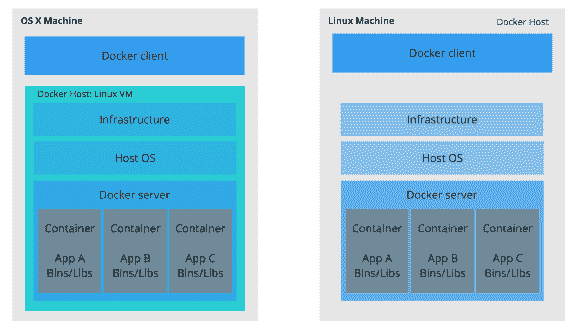 OS X Machine
Docker client
Docker Host: Linux VM
Infrastructure
Host OS
Docker server
Container Container Container
App A App B App C
Bins/Libs Bins/Libs Bins/Libs
Linux Machine Docker Host
Docker client
Infrastructure
Host OS
Docker server
Container Container Container
App A App B App C
Bins/Libs Bins/Libs Bins/Libs